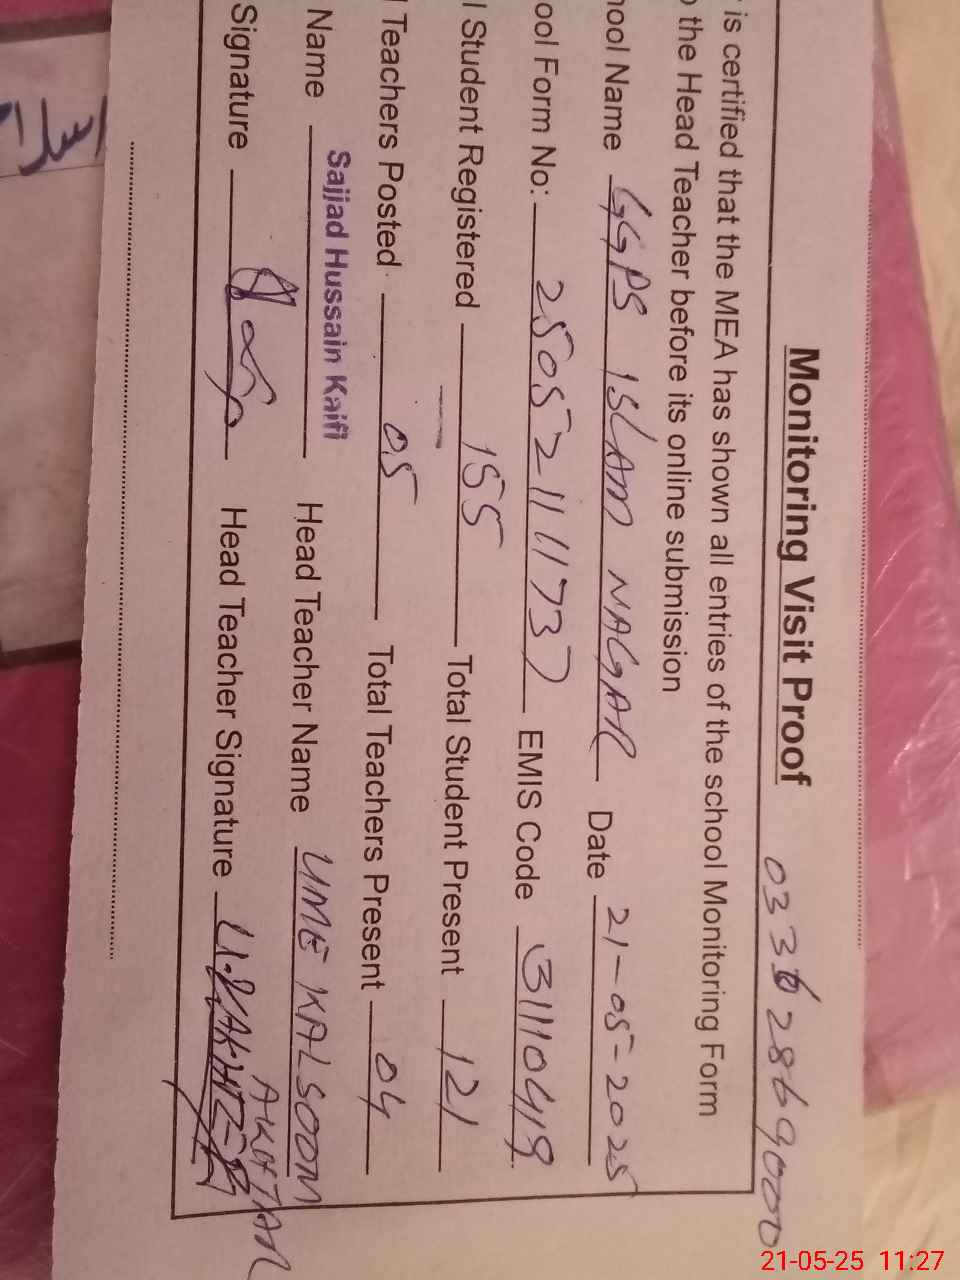 Monitoring Visit Proof 03362869000
is certified that the MEA has shown all entries of the school Monitoring Form
the Head Teacher before its online submission
hool Name GGPS ISLAM NAGAR Date 21-05-2025
ool Form No: 25052111737 EMIS Code 31110419
l Student Registered 155 Total Student Present 121
Teachers Posted 05 Total Teachers Present 04
Name Sajjad Hussain Kaifi Head Teacher Name UME KALSOOM
AKHTAR
Signature Head Teacher Signature
21-05-25 11:27